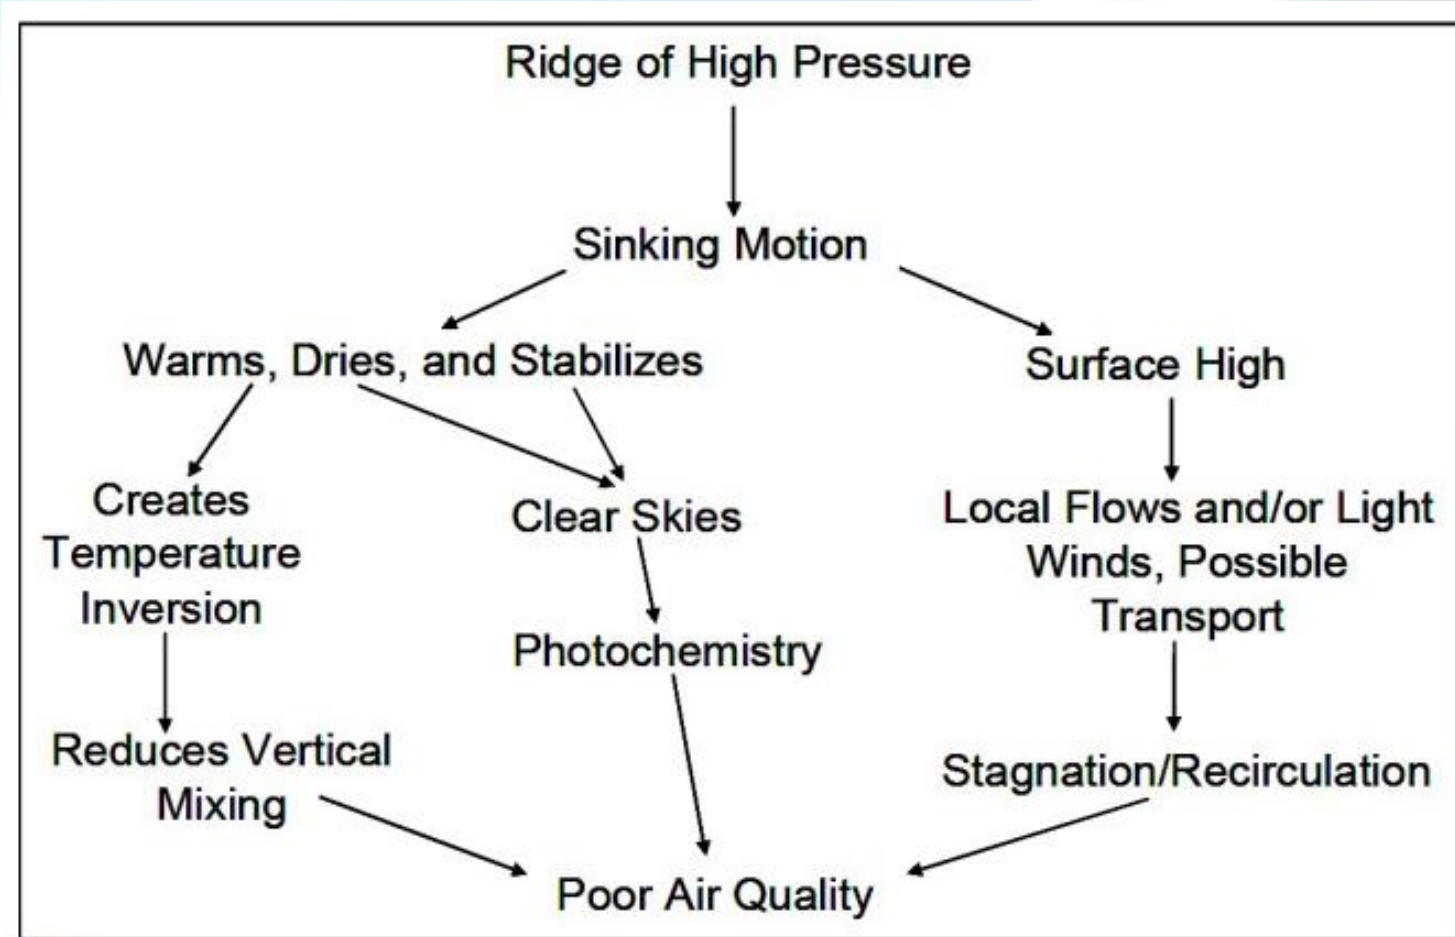 Ridge of High Pressure
Sinking Motion
Warms, Dries, and Stabilizes
Surface High
Creates
Temperature
Inversion
Clear Skies
Local Flows and/or Light
Winds, Possible
Transport
Photochemistry
Reduces Vertical
Mixing
Stagnation/Recirculation
Poor Air Quality